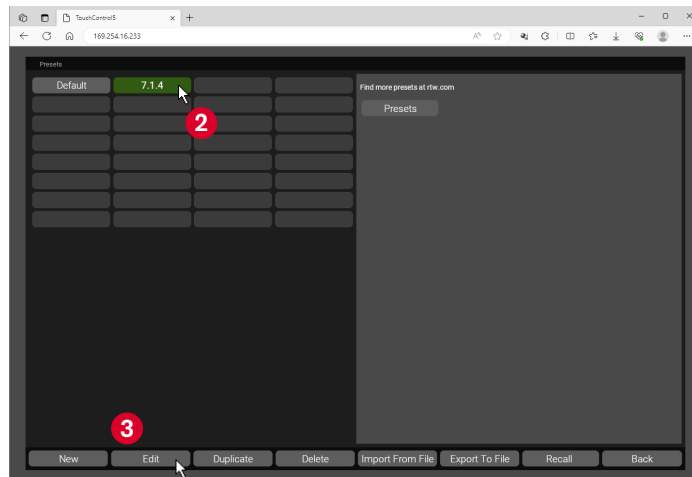 TouchControl5
169.254.16.233
Presets
Default 7.1.4
Find more presets at rtw.com
Presets
2
3
New Edit Duplicate Delete Import From File Export To File Recall Back